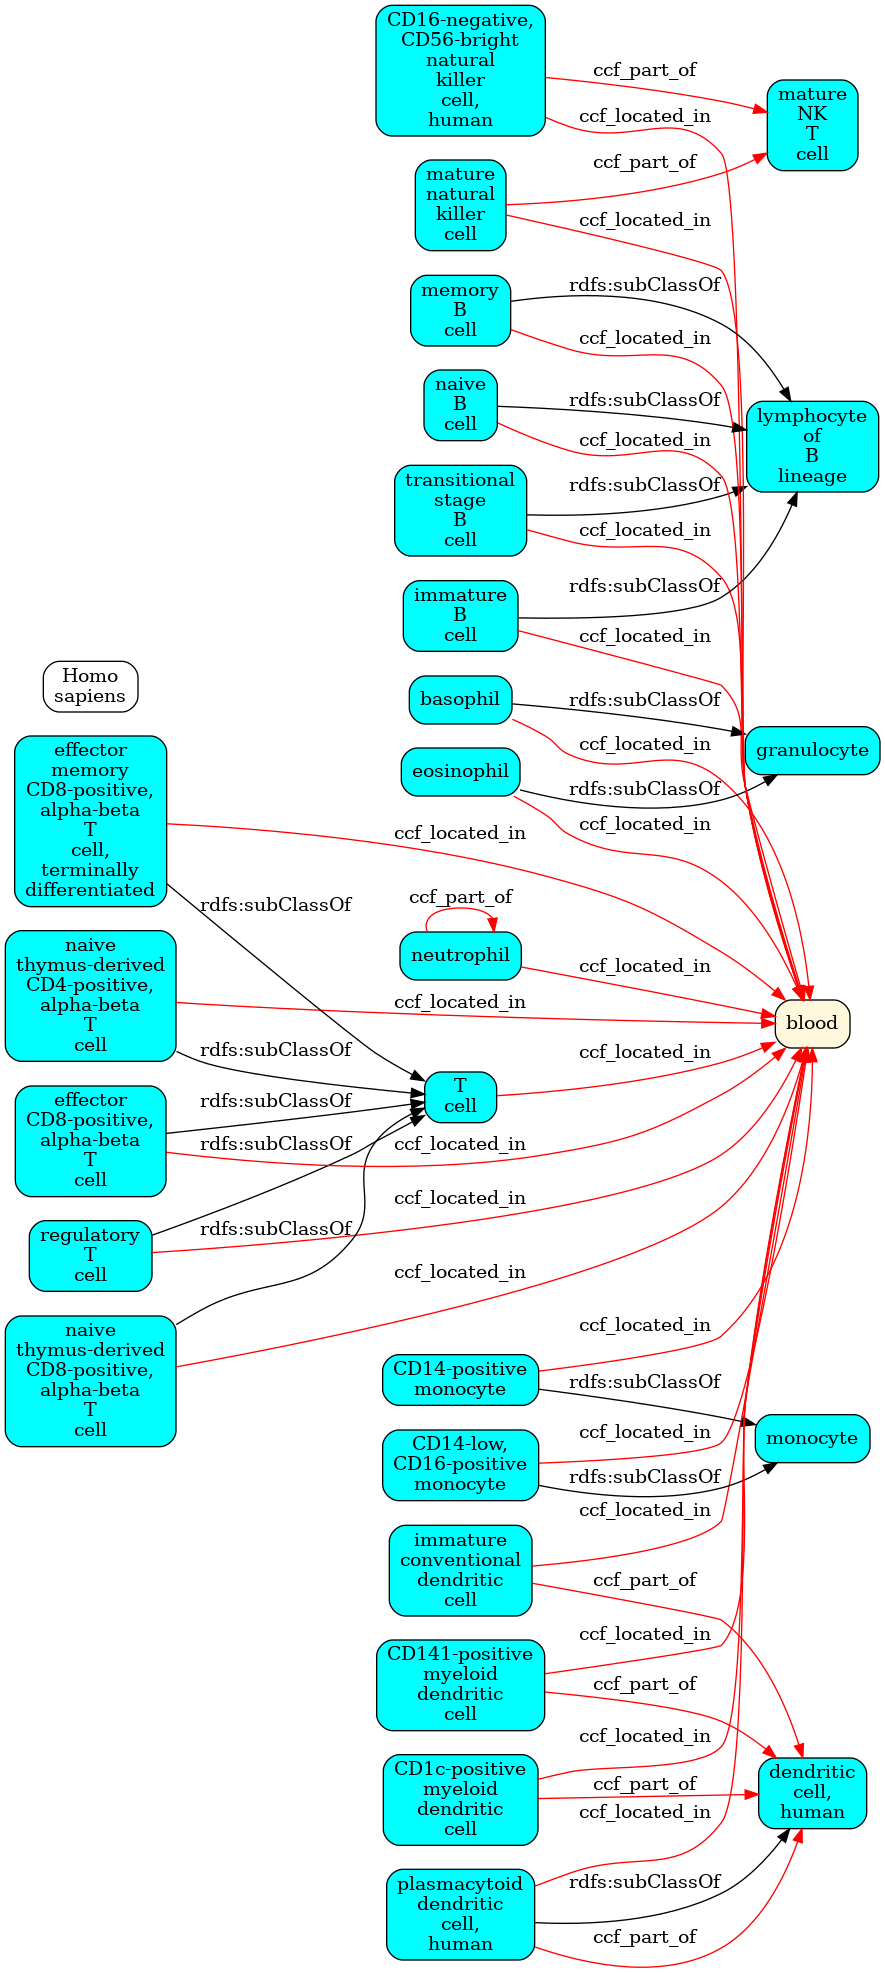 CD16-negative,
CD56-bright
natural
killer
cell,
human
ccf_part_of
ccf_located_in
mature
NK
T
cell
mature
natural
killer
cell
ccf_part_of
ccf_located_in
memory
B
cell
rdfs:subClassOf
ccf_located_in
naive
B
cell
rdfs:subClassOf
ccf_located_in
lymphocyte
of
B
lineage
transitional
stage
B
cell
rdfs:subClassOf
ccf_located_in
immature
B
cell
rdfs:subClassOf
ccf_located_in
Homo
sapiens
basophil
rdfs:subClassOf
ccf_located_in
granulocyte
eosinophil
rdfs:subClassOf
ccf_located_in
effector
memory
CD8-positive,
alpha-beta
T
cell,
terminally
differentiated
ccf_located_in
rdfs:subClassOf
ccf_part_of
neutrophil
ccf_located_in
blood
naive
thymus-derived
CD4-positive,
alpha-beta
T
cell
ccf_located_in
rdfs:subClassOf
T
cell
ccf_located_in
effector
CD8-positive,
alpha-beta
T
cell
rdfs:subClassOf
rdfs:subClassOf
ccf_located_in
regulatory
T
cell
ccf_located_in
rdfs:subClassOf
naive
thymus-derived
CD8-positive,
alpha-beta
T
cell
ccf_located_in
CD14-positive
monocyte
ccf_located_in
rdfs:subClassOf
monocyte
CD14-low,
CD16-positive
monocyte
ccf_located_in
rdfs:subClassOf
immature
conventional
dendritic
cell
ccf_located_in
ccf_part_of
CD141-positive
myeloid
dendritic
cell
ccf_located_in
ccf_part_of
CD1c-positive
myeloid
dendritic
cell
ccf_located_in
ccf_part_of
dendritic
cell,
human
plasmacytoid
dendritic
cell,
human
ccf_located_in
rdfs:subClassOf
ccf_part_of